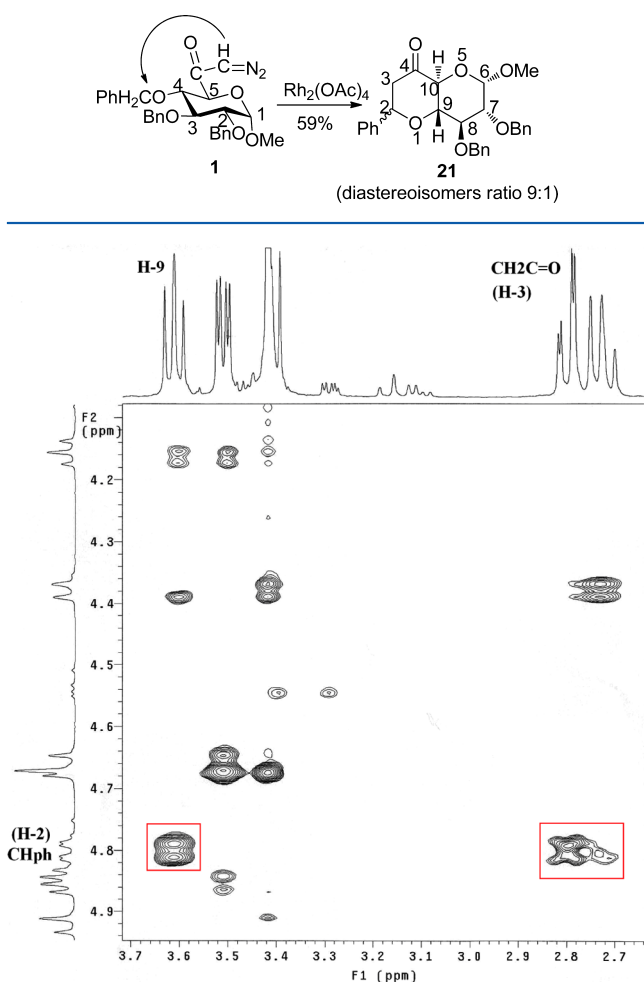 O
H
N2
4
5
PhH2CO
O
1
BnO
3
2
BnO
OMe
1
Rh2(OAc)4
59%
O
3
4
H
O
5
6
OMe
10
9
7
Ph
2
O
1
H
8
OBn
OBn
21
(diastereoisomers ratio 9:1)
H-9
CH2C=O
(H-3)
F2
(ppm)
4.2
4.3
4.4
4.5
4.6
4.7
(H-2)
CHph
4.8
4.9
3.7 3.6 3.5 3.4 3.3 3.2 3.1 3.0 2.9 2.8 2.7
F1 (ppm)